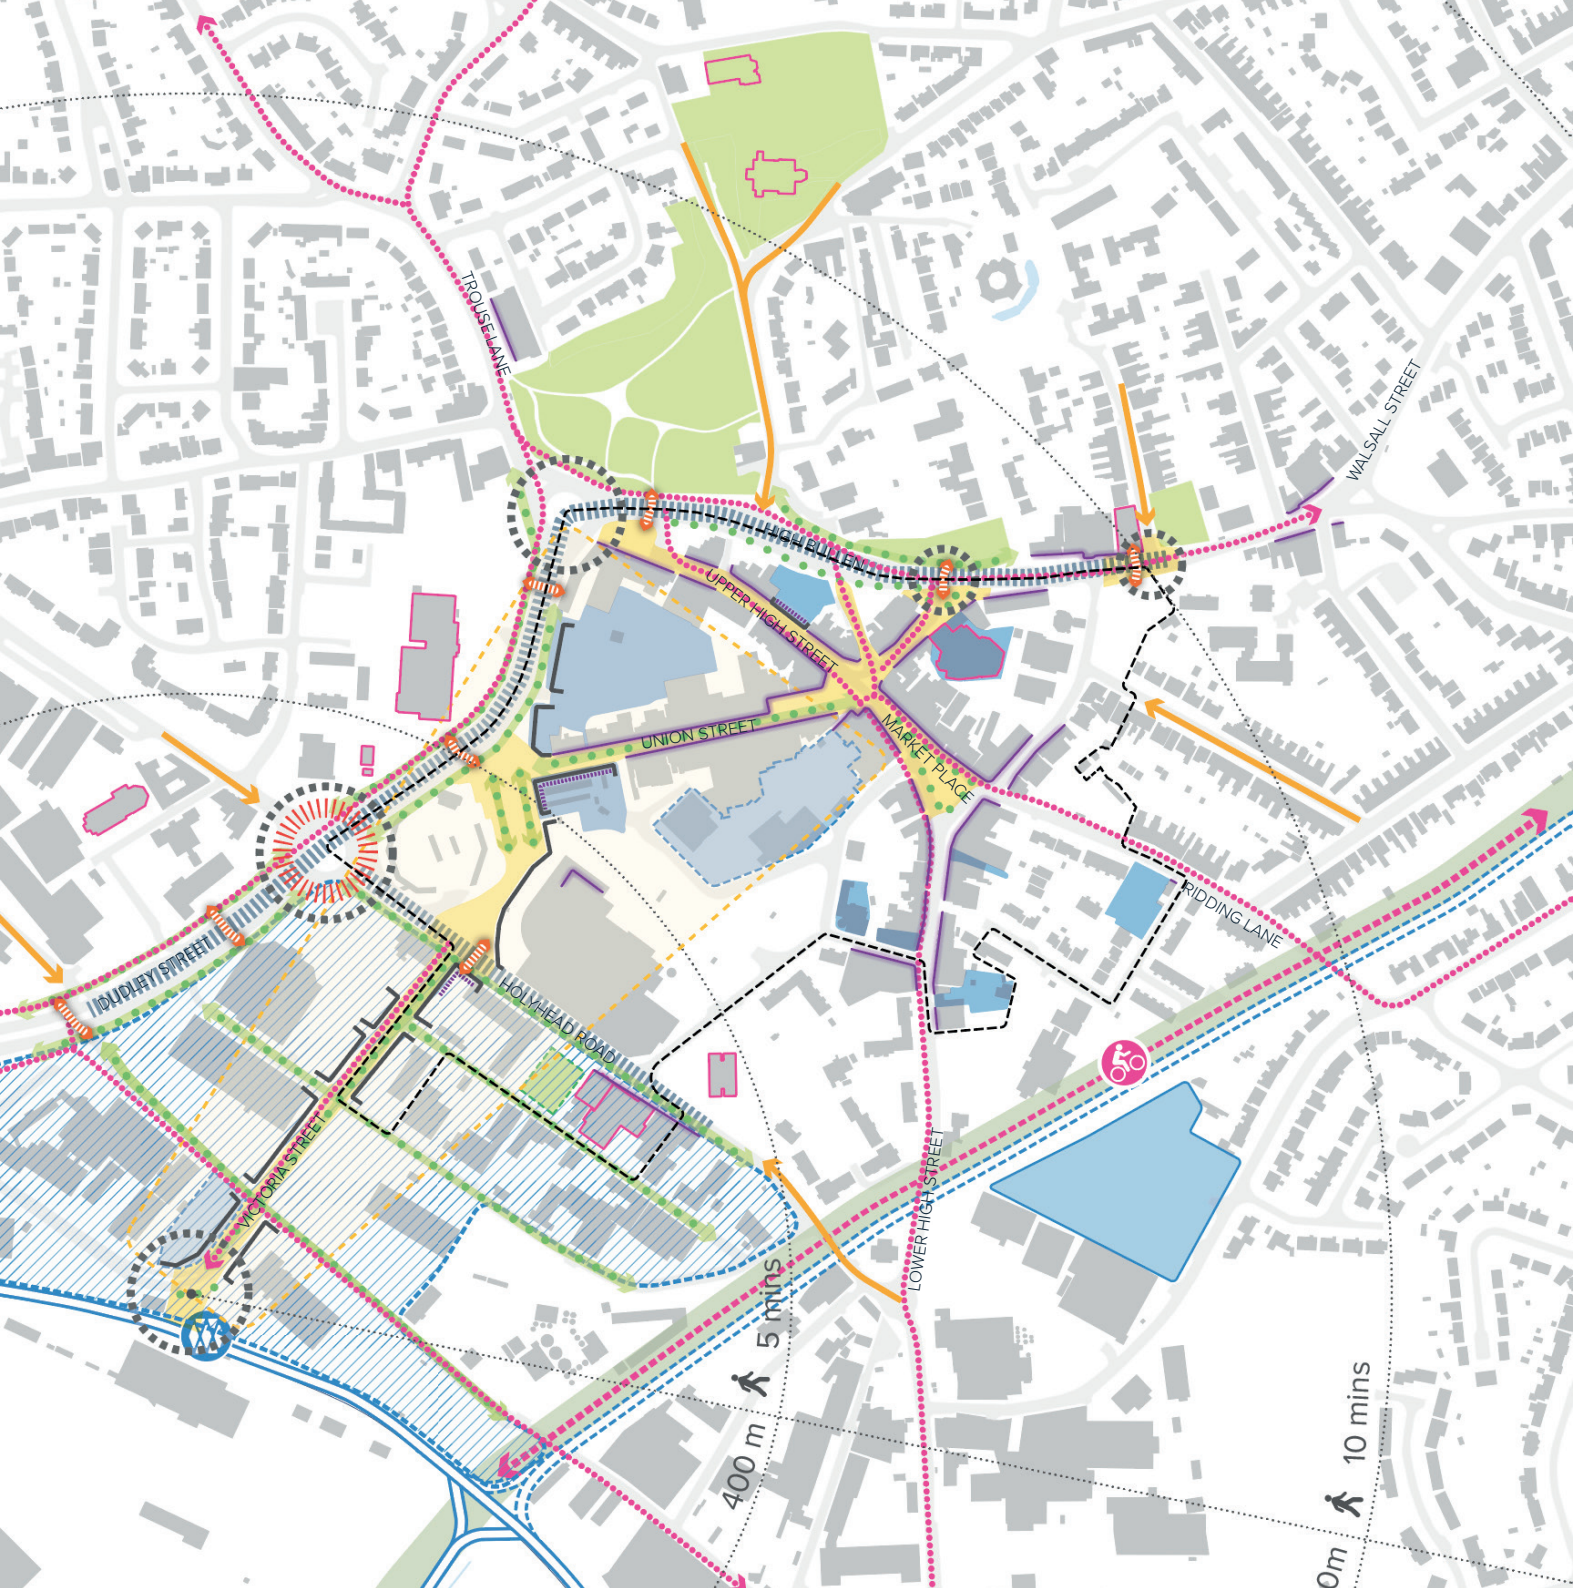 TROUSE LANE
WALSALL STREET
HIGH BULLEN
UPPER HIGH STREET
UNION STREET
MARKET PLACE
RIDDING LANE
DUDLEY STREET
HOLYHEAD ROAD
VICTORIA STREET
LOWER HIGH STREET
5 mins
400 m
10 mins
0m